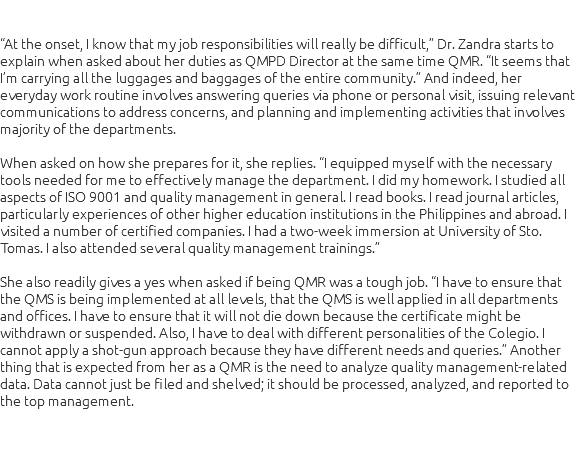 “At the onset, I know that my job responsibilities will really be difficult,” Dr. Zandra starts to
explain when asked about her duties as QMPD Director at the same time QMR. “It seems that
I’m carrying all the luggages and baggages of the entire community.” And indeed, her
everyday work routine involves answering queries via phone or personal visit, issuing relevant
communications to address concerns, and planning and implementing activities that involves
majority of the departments.
When asked on how she prepares for it, she replies. “I equipped myself with the necessary
tools needed for me to effectively manage the department. I did my homework. I studied all
aspects of ISO 9001 and quality management in general. I read books. I read journal articles,
particularly experiences of other higher education institutions in the Philippines and abroad. I
visited a number of certified companies. I had a two-week immersion at University of Sto.
Tomas. I also attended several quality management trainings.”
She also readily gives a yes when asked if being QMR was a tough job. “I have to ensure that
the QMS is being implemented at all levels, that the QMS is well applied in all departments
and offices. I have to ensure that it will not die down because the certificate might be
withdrawn or suspended. Also, I have to deal with different personalities of the Colegio. I
cannot apply a shot-gun approach because they have different needs and queries.” Another
thing that is expected from her as a QMR is the need to analyze quality management-related
data. Data cannot just be filed and shelved; it should be processed, analyzed, and reported to
the top management.